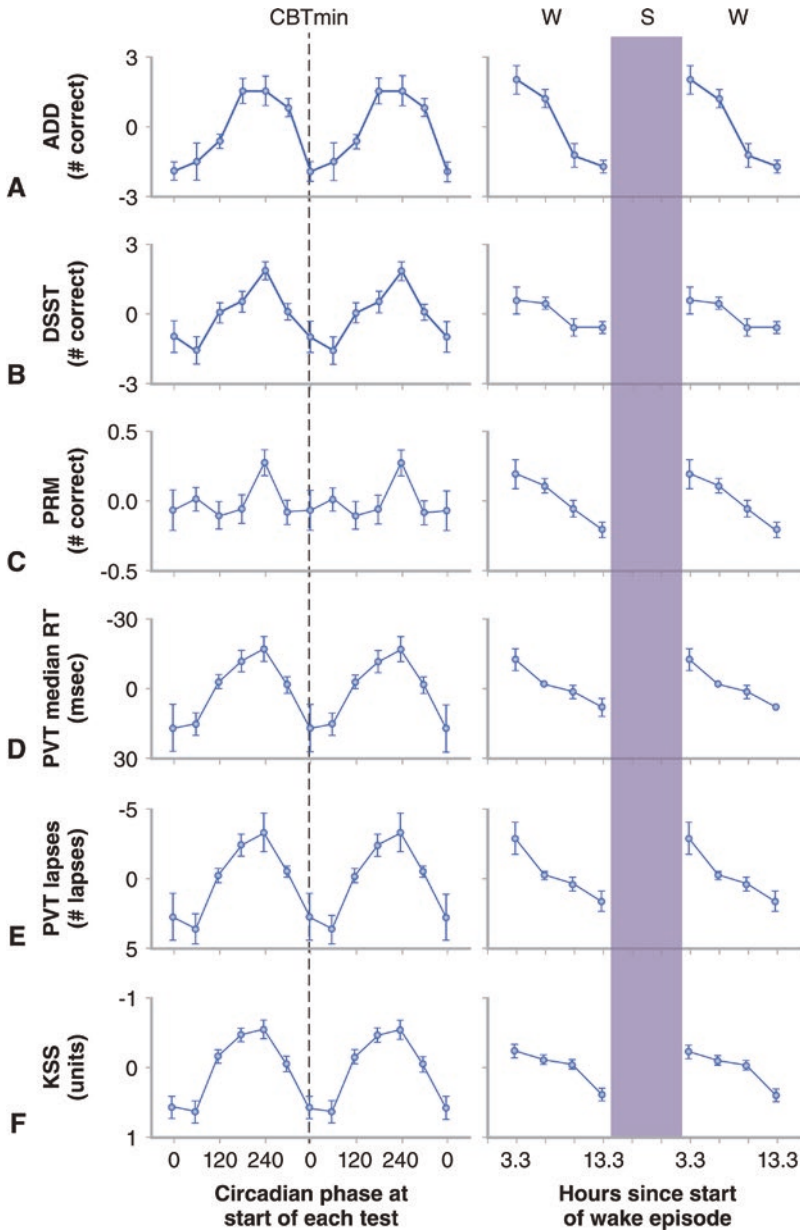 CBTmin W S W
A
ADD
(# correct)
3
0
-3
B
DSST
(# correct)
3
0
-3
C
PRM
(# correct)
0.5
0.0
-0.5
D
PVT median RT
(msec)
-30
0
30
E
PVT lapses
(# lapses)
-5
0
5
F
KSS
(units)
-1
0
1
0 120 240 0 120 240 0
3.3 13.3 3.3 13.3
Circadian phase at
start of each test
Hours since start
of wake episode